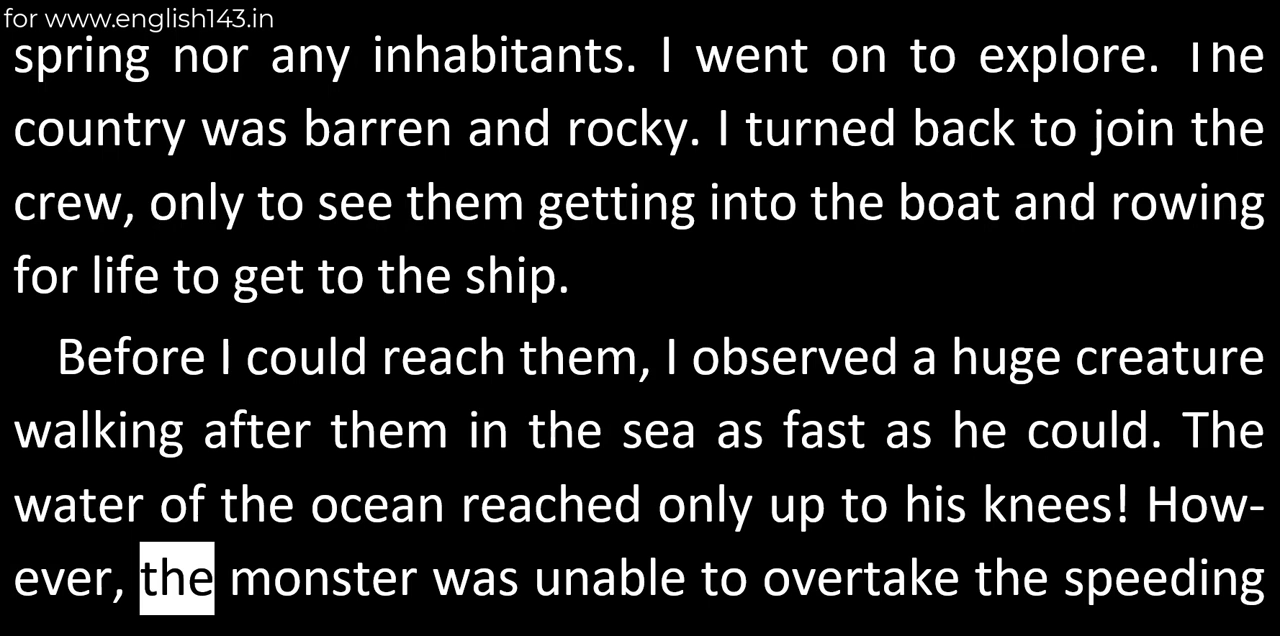 for www.english143.in
spring nor any inhabitants. I went on to explore. The
country was barren and rocky. I turned back to join the
crew, only to see them getting into the boat and rowing
for life to get to the ship.
Before I could reach them, I observed a huge creature
walking after them in the sea as fast as he could. The
water of the ocean reached only up to his knees! How-
ever, the monster was unable to overtake the speeding